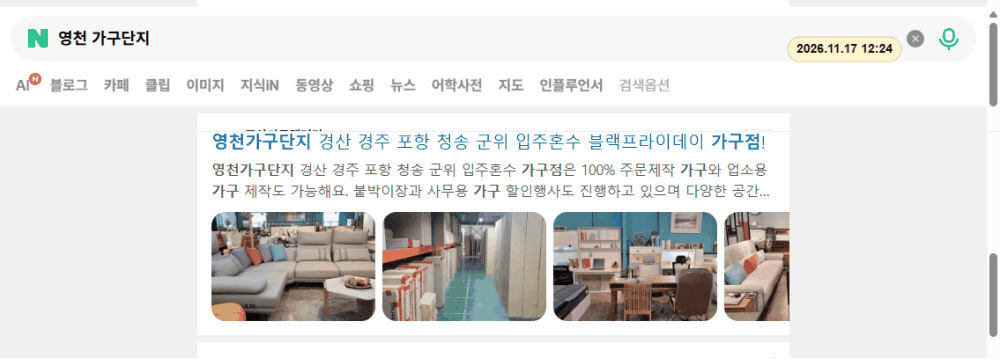 영천 가구단지
2026.11.17 12:24
AI N 블로그 카페 클립 이미지 지식iN 동영상 쇼핑 뉴스 어학사전 지도 인플루언서 검색옵션
영천가구단지 경산 경주 포항 청송 군위 입주혼수 블랙프라이데이 가구점!
영천가구단지 경산 경주 포항 청송 군위 입주혼수 가구점은 100% 주문제작 가구와 업소용
가구 제작도 가능해요. 붙박이장과 사무용 가구 할인행사도 진행하고 있으며 다양한 공간...